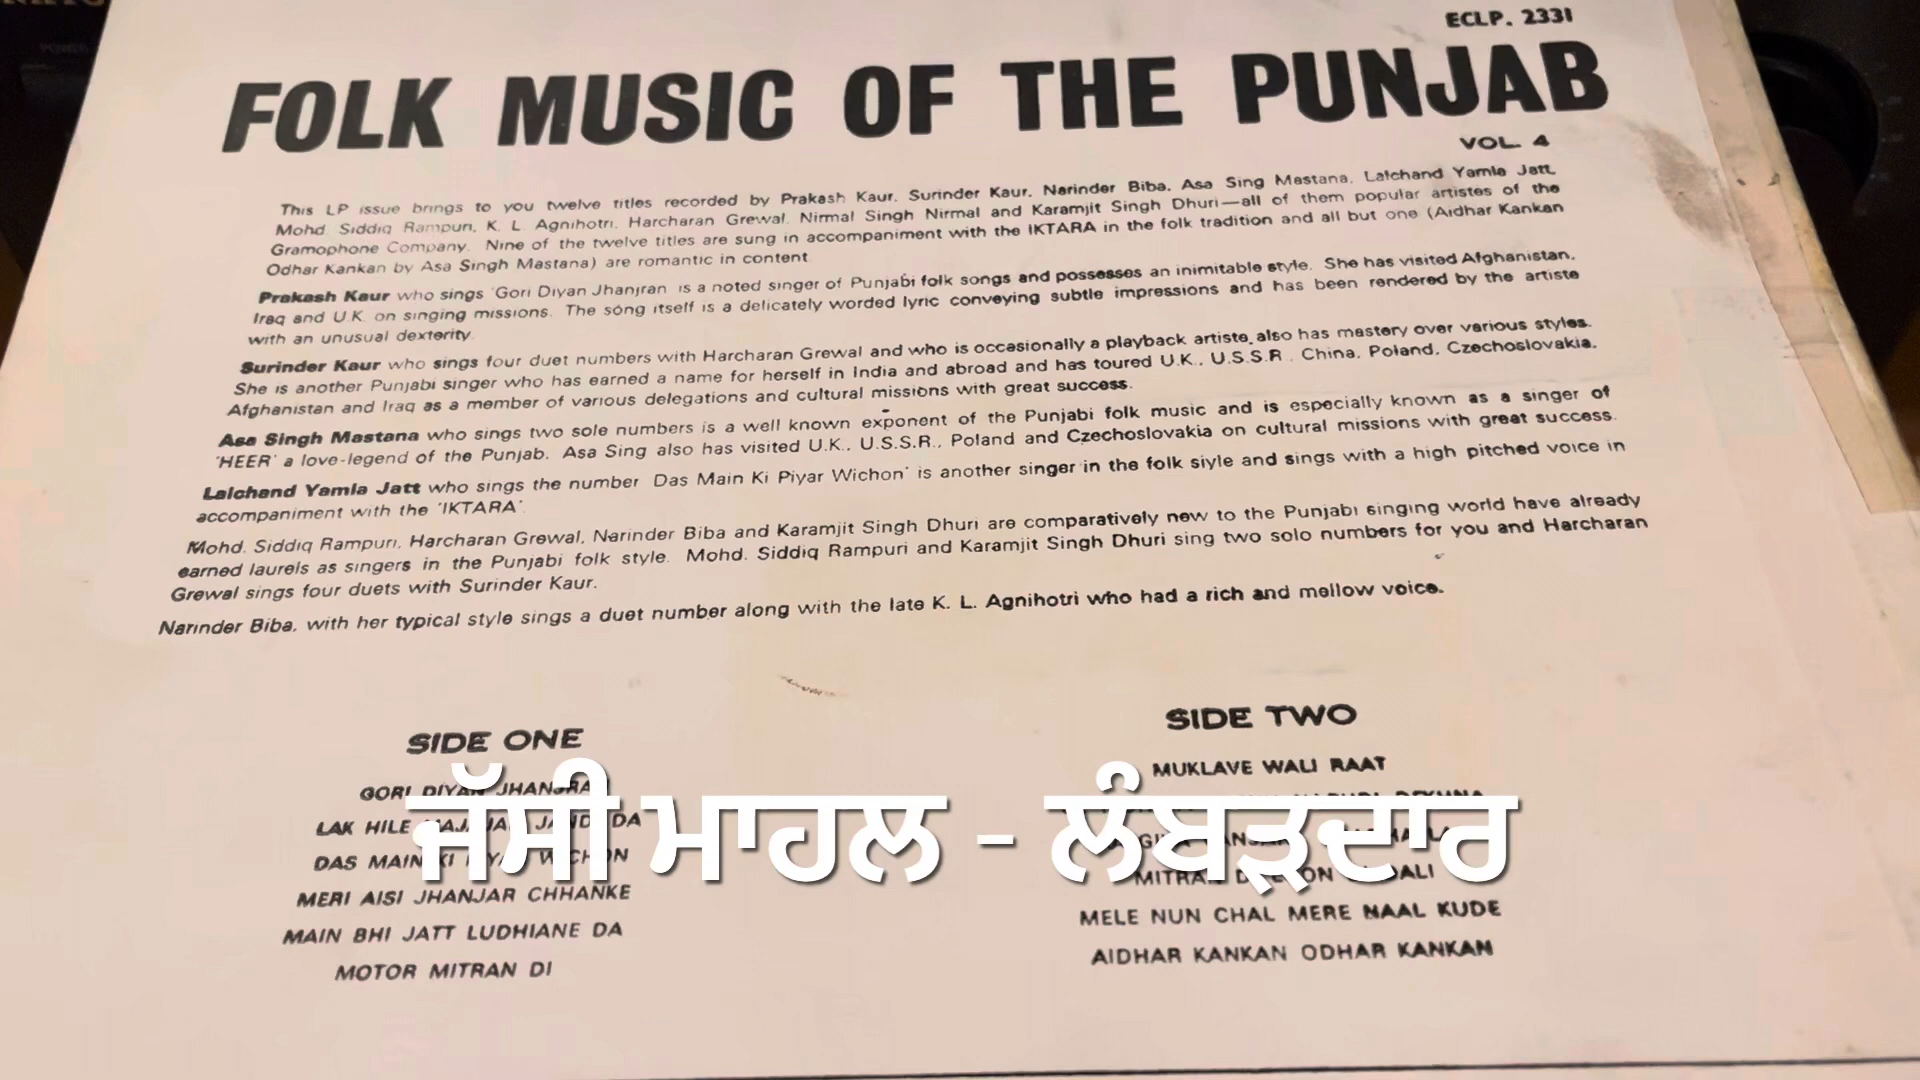 ECLP. 2331
FOLK MUSIC OF THE PUNJAB
VOL. 4
This LP issue brings to you twelve titles recorded by Prakash Kaur, Surinder Kaur, Narinder Biba, Asa Sing Mastana, Lalchand Yamla Jatt,
Mohd. Siddiq Rampuri, K. L. Agnihotri, Harcharan Grewal, Nirmal Singh Nirmal and Karamjit Singh Dhuri—all of them popular artistes of the
Gramophone Company. Nine of the twelve titles are sung in accompaniment with the IKTARA in the folk tradition and all but one (Aidhar Kankan
Odhar Kankan by Asa Singh Mastana) are romantic in content.
Prakash Kaur who sings 'Gori Diyan Jhanjran' is a noted singer of Punjabi folk songs and possesses an inimitable style. She has visited Afghanistan,
Iraq and U.K. on singing missions. The song itself is a delicately worded lyric conveying subtle impressions and has been rendered by the artiste
with an unusual dexterity.
Surinder Kaur who sings four duet numbers with Harcharan Grewal and who is occasionally a playback artiste, also has mastery over various styles.
She is another Punjabi singer who has earned a name for herself in India and abroad and has toured U.K., U.S.S.R., China, Poland, Czechoslovakia,
Afghanistan and Iraq as a member of various delegations and cultural missions with great success.
Asa Singh Mastana who sings two sole numbers is a well known exponent of the Punjabi folk music and is especially known as a singer of
'HEER' a love-legend of the Punjab. Asa Sing also has visited U.K., U.S.S.R., Poland and Czechoslovakia on cultural missions with great success.
Lalchand Yamla Jatt who sings the number 'Das Main Ki Piyar Wichon' is another singer in the folk siyle and sings with a high pitched voice in
accompaniment with the 'IKTARA'.
Mohd. Siddiq Rampuri, Harcharan Grewal, Narinder Biba and Karamjit Singh Dhuri are comparatively new to the Punjabi singing world have already
earned laurels as singers in the Punjabi folk style. Mohd. Siddiq Rampuri and Karamjit Singh Dhuri sing two solo numbers for you and Harcharan
Grewal sings four duets with Surinder Kaur.
Narinder Biba, with her typical style sings a duet number along with the late K. L. Agnihotri who had a rich and mellow voice.
SIDE ONE
GORI DIYAN JHANJRAN
LAK HILE DA
DAS MAIN KI WICHON
MERI AISI JHANJAR CHHANKE
MAIN BHI JATT LUDHIANE DA
MOTOR MITRAN DI
SIDE TWO
MUKLAVE WALI RAAT
MITRAN
MELE NUN CHAL MERE NAAL KUDE
AIDHAR KANKAN ODHAR KANKAN
ਜੱਸੀ ਮਾਹਲ - ਲੰਬੜਦਾਰ